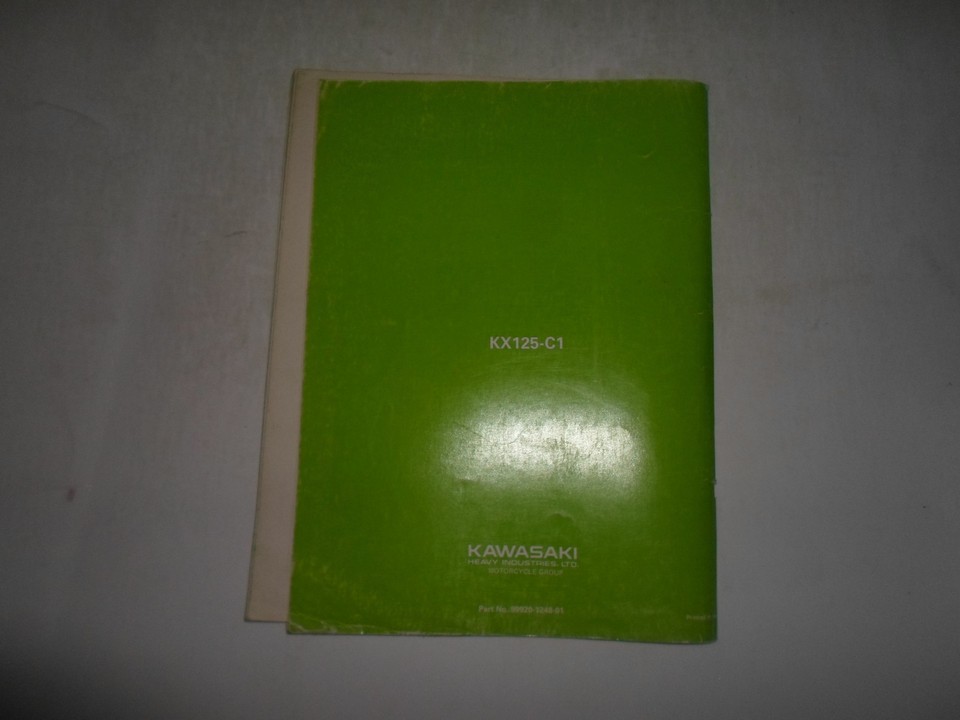 KX125-C1
KAWASAKI
HEAVY INDUSTRIES, LTD.
MOTORCYCLE GROUP
Part No.